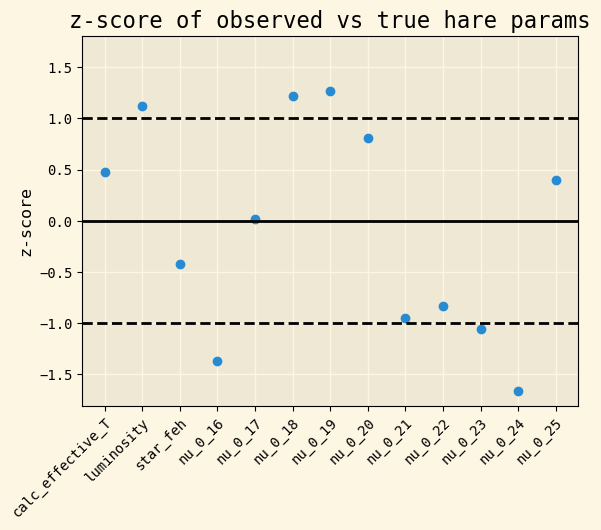 z-score of observed vs true hare params
z-score
1.5
1.0
0.5
0.0
−0.5
−1.0
−1.5
calc_effective_T
luminosity
star_feh
nu_0_16
nu_0_17
nu_0_18
nu_0_19
nu_0_20
nu_0_21
nu_0_22
nu_0_23
nu_0_24
nu_0_25